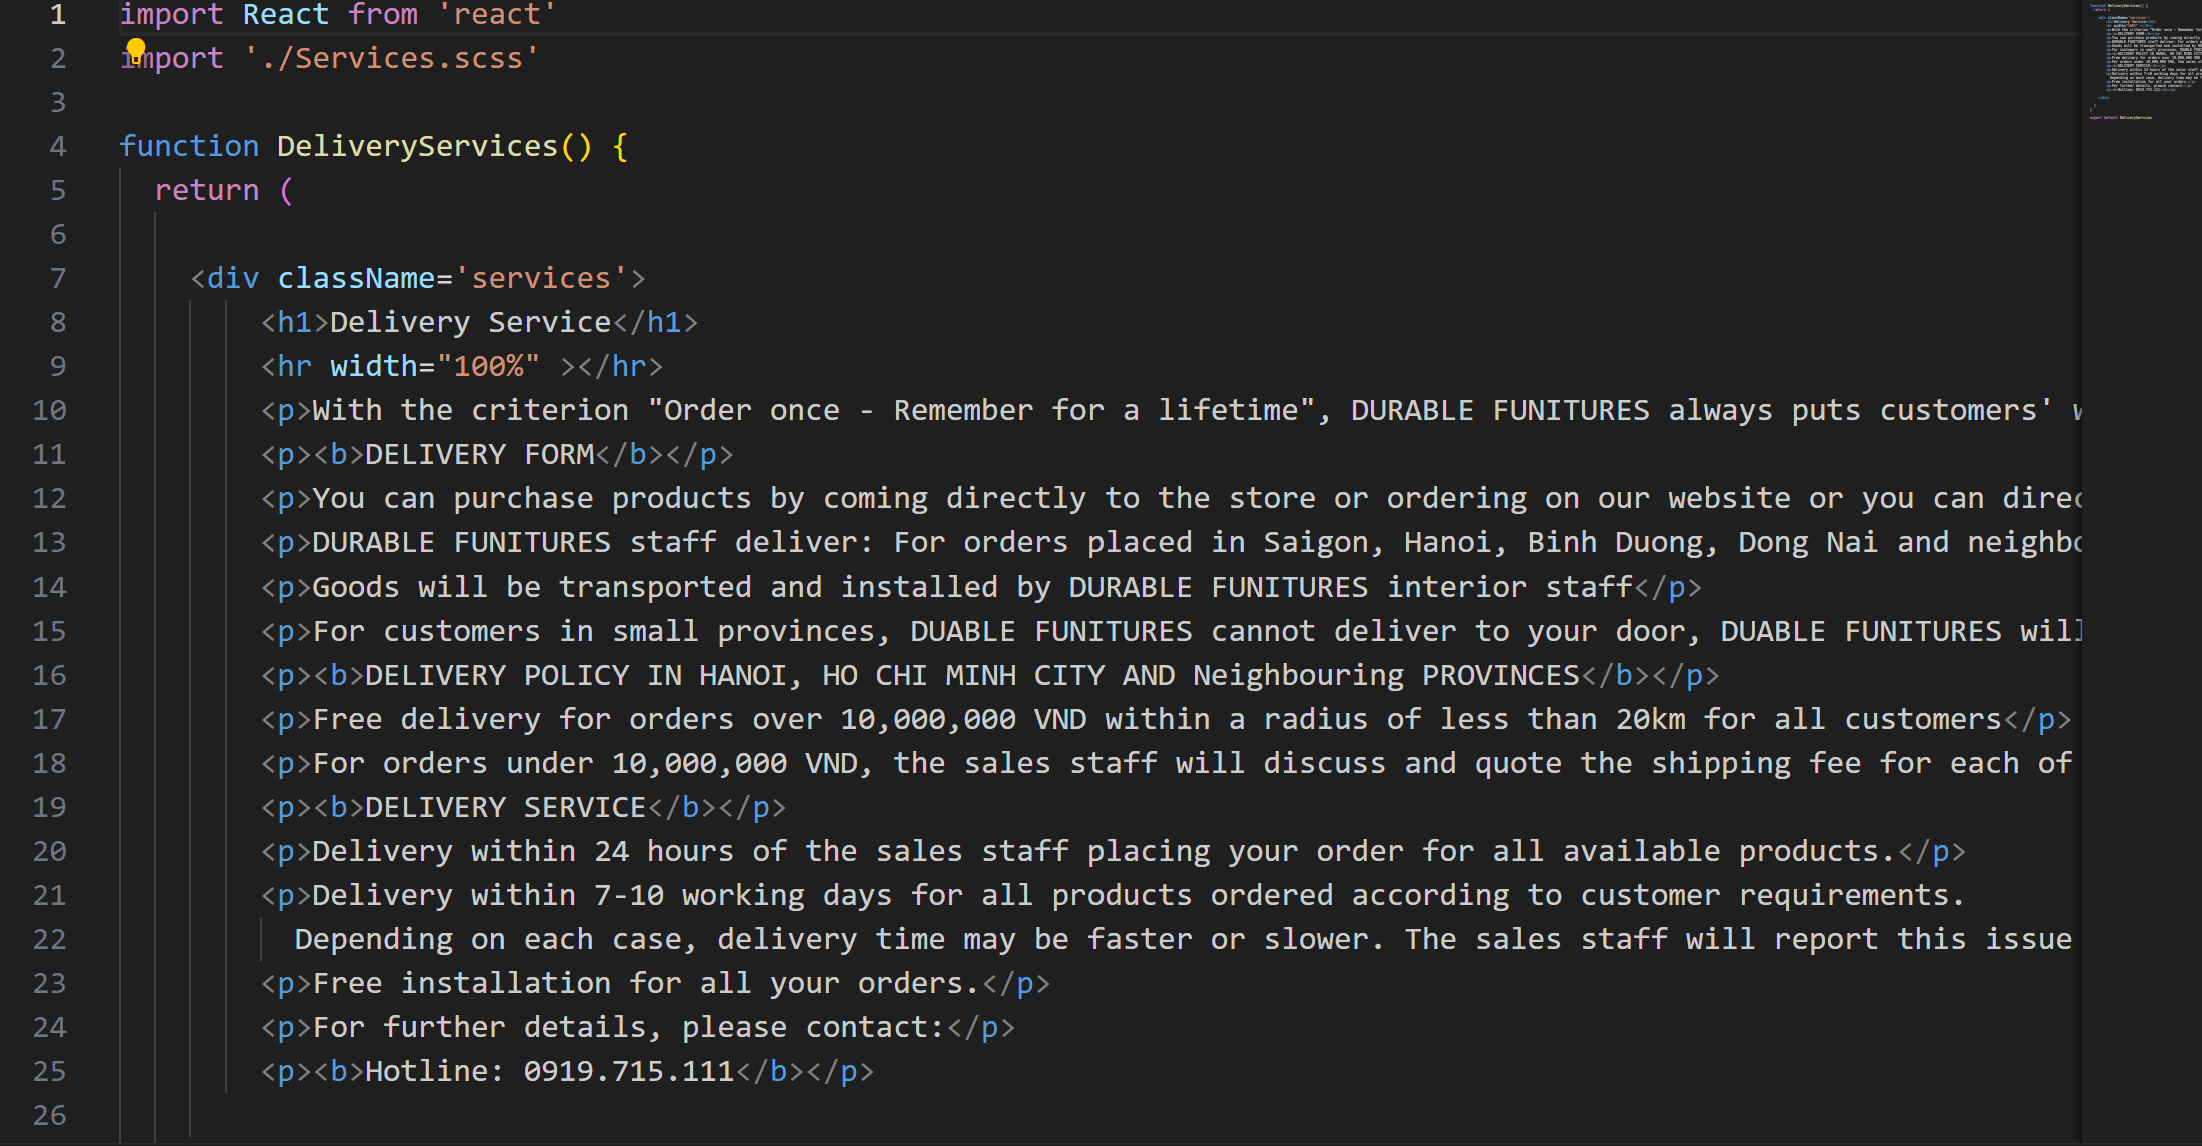 1 import React from 'react'
2 import './Services.scss'
3
4 function DeliveryServices() {
5 return (
6
7 <div className='services'>
8 <h1>Delivery Service</h1>
9 <hr width="100%" ></hr>
10 <p>With the criterion "Order once - Remember for a lifetime", DURABLE FUNITURES always puts customers'
11 <p><b>DELIVERY FORM</b></p>
12 <p>You can purchase products by coming directly to the store or ordering on our website or you can direc
13 <p>DURABLE FUNITURES staff deliver: For orders placed in Saigon, Hanoi, Binh Duong, Dong Nai and neighbo
14 <p>Goods will be transported and installed by DURABLE FUNITURES interior staff</p>
15 <p>For customers in small provinces, DUABLE FUNITURES cannot deliver to your door, DUABLE FUNITURES will
16 <p><b>DELIVERY POLICY IN HANOI, HO CHI MINH CITY AND Neighbouring PROVINCES</b></p>
17 <p>Free delivery for orders over 10,000,000 VND within a radius of less than 20km for all customers</p>
18 <p>For orders under 10,000,000 VND, the sales staff will discuss and quote the shipping fee for each of
19 <p><b>DELIVERY SERVICE</b></p>
20 <p>Delivery within 24 hours of the sales staff placing your order for all available products.</p>
21 <p>Delivery within 7-10 working days for all products ordered according to customer requirements.
22 Depending on each case, delivery time may be faster or slower. The sales staff will report this issue
23 <p>Free installation for all your orders.</p>
24 <p>For further details, please contact:</p>
25 <p><b>Hotline: 0919.715.111</b></p>
26